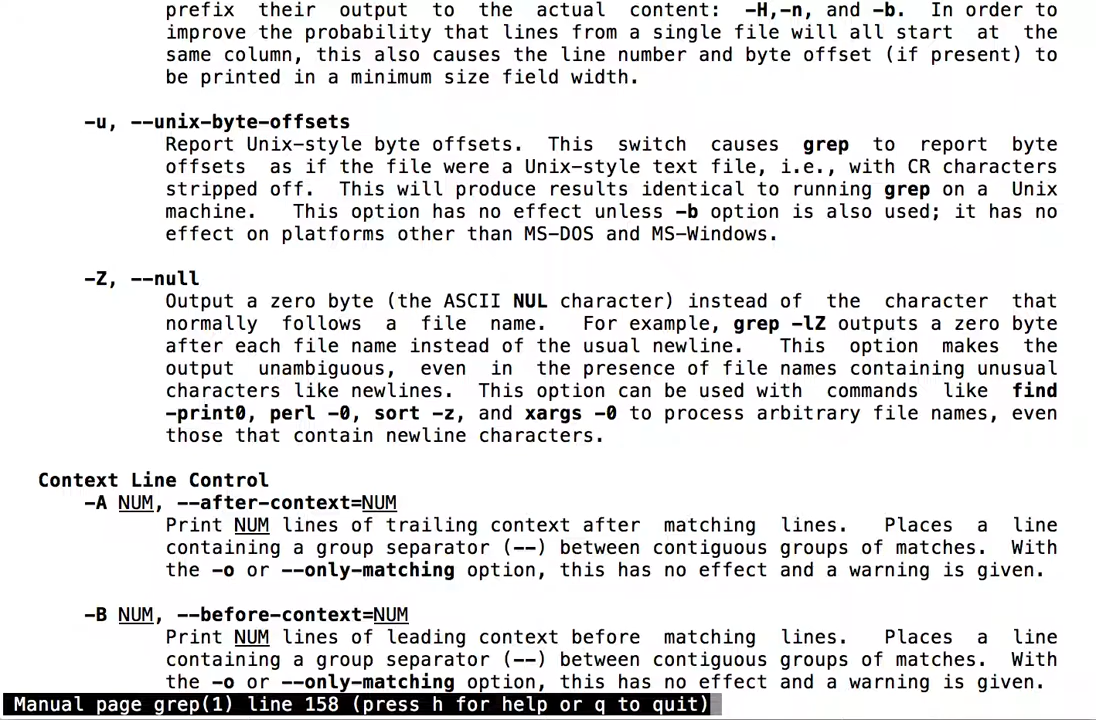 prefix their output to the actual content: -H,-n, and -b. In order to
improve the probability that lines from a single file will all start at the
same column, this also causes the line number and byte offset (if present) to
be printed in a minimum size field width.
-u, --unix-byte-offsets
Report Unix-style byte offsets. This switch causes grep to report byte
offsets as if the file were a Unix-style text file, i.e., with CR characters
stripped off. This will produce results identical to running grep on a Unix
machine. This option has no effect unless -b option is also used; it has no
effect on platforms other than MS-DOS and MS-Windows.
-Z, --null
Output a zero byte (the ASCII NUL character) instead of the character that
normally follows a file name. For example, grep -lZ outputs a zero byte
after each file name instead of the usual newline. This option makes the
output unambiguous, even in the presence of file names containing unusual
characters like newlines. This option can be used with commands like find
-print0, perl -0, sort -z, and xargs -0 to process arbitrary file names, even
those that contain newline characters.
Context Line Control
-A NUM, --after-context=NUM
Print NUM lines of trailing context after matching lines. Places a line
containing a group separator (--) between contiguous groups of matches. With
the -o or --only-matching option, this has no effect and a warning is given.
-B NUM, --before-context=NUM
Print NUM lines of leading context before matching lines. Places a line
containing a group separator (--) between contiguous groups of matches. With
the -o or --only-matching option, this has no effect and a warning is given.
Manual page grep(1) line 158 (press h for help or q to quit)